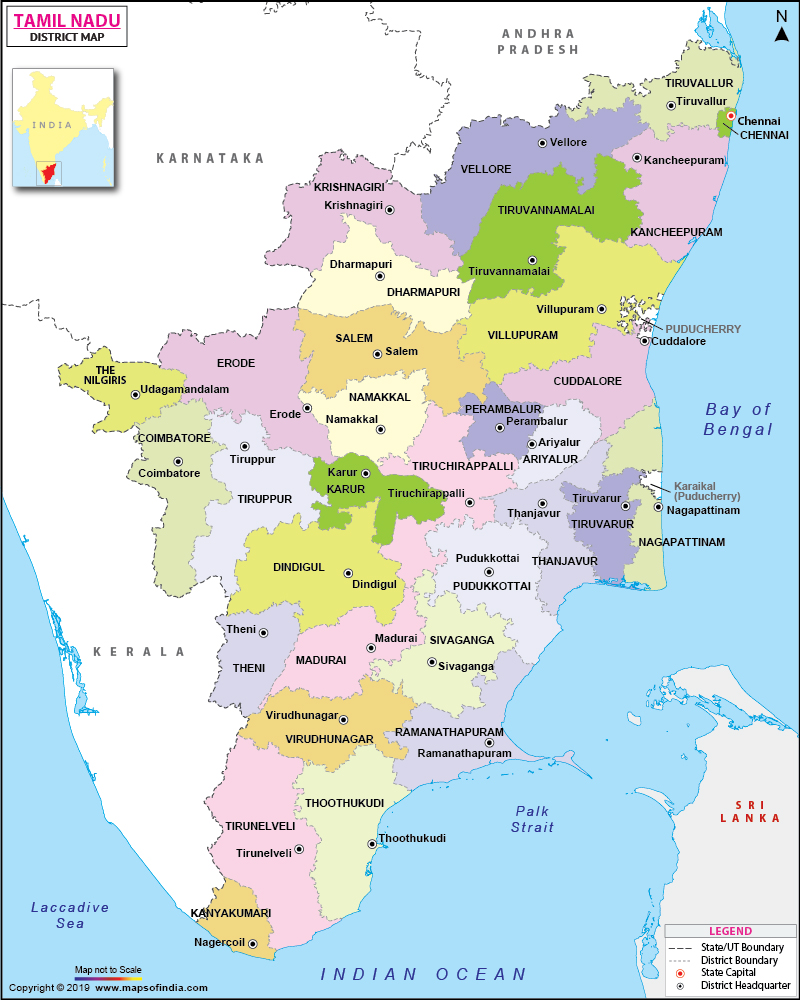 TAMIL NADU
DISTRICT MAP
N
ANDHRA
PRADESH
INDIA
KARNATAKA
TIRUVALLUR
Tiruvallur
Chennai
CHENNAI
Vellore
VELLORE
Kancheepuram
KANCHEEPURAM
KRISHNAGIRI
Krishnagiri
TIRUVANNAMALAI
Tiruvannamalai
Dharmapuri
DHARMAPURI
Villupuram
VILLUPURAM
PUDUCHERRY
Cuddalore
CUDDALORE
SALEM
Salem
ERODE
Erode
THE
NILGIRIS
Udagamandalam
NAMAKKAL
Namakkal
PERAMBALUR
Perambalur
Ariyalur
ARIYALUR
Bay of
Bengal
COIMBATORE
Coimbatore
Tiruppur
TIRUPPUR
Karur
KARUR
TIRUCHIRAPPALLI
Tiruchirappalli
Thanjavur
THANJAVUR
Tiruvarur
TIRUVARUR
Karaikal
(Puducherry)
Nagapattinam
NAGAPATTINAM
DINDIGUL
Dindigul
Pudukkottai
PUDUKKOTTAI
KERALA
Theni
THENI
Madurai
MADURAI
SIVAGANGA
Sivaganga
Virudhunagar
VIRUDHUNAGAR
RAMANATHAPURAM
Ramanathapuram
THOOTHUKUDI
Thoothukudi
TIRUNELVELI
Tirunelveli
Palk
Strait
SRI
LANKA
KANYAKUMARI
Nagercoil
Laccadive
Sea
INDIAN OCEAN
LEGEND
State/UT Boundary
District Boundary
State Capital
District Headquarter
Map not to Scale
Copyright © 2019 www.mapsofindia.com